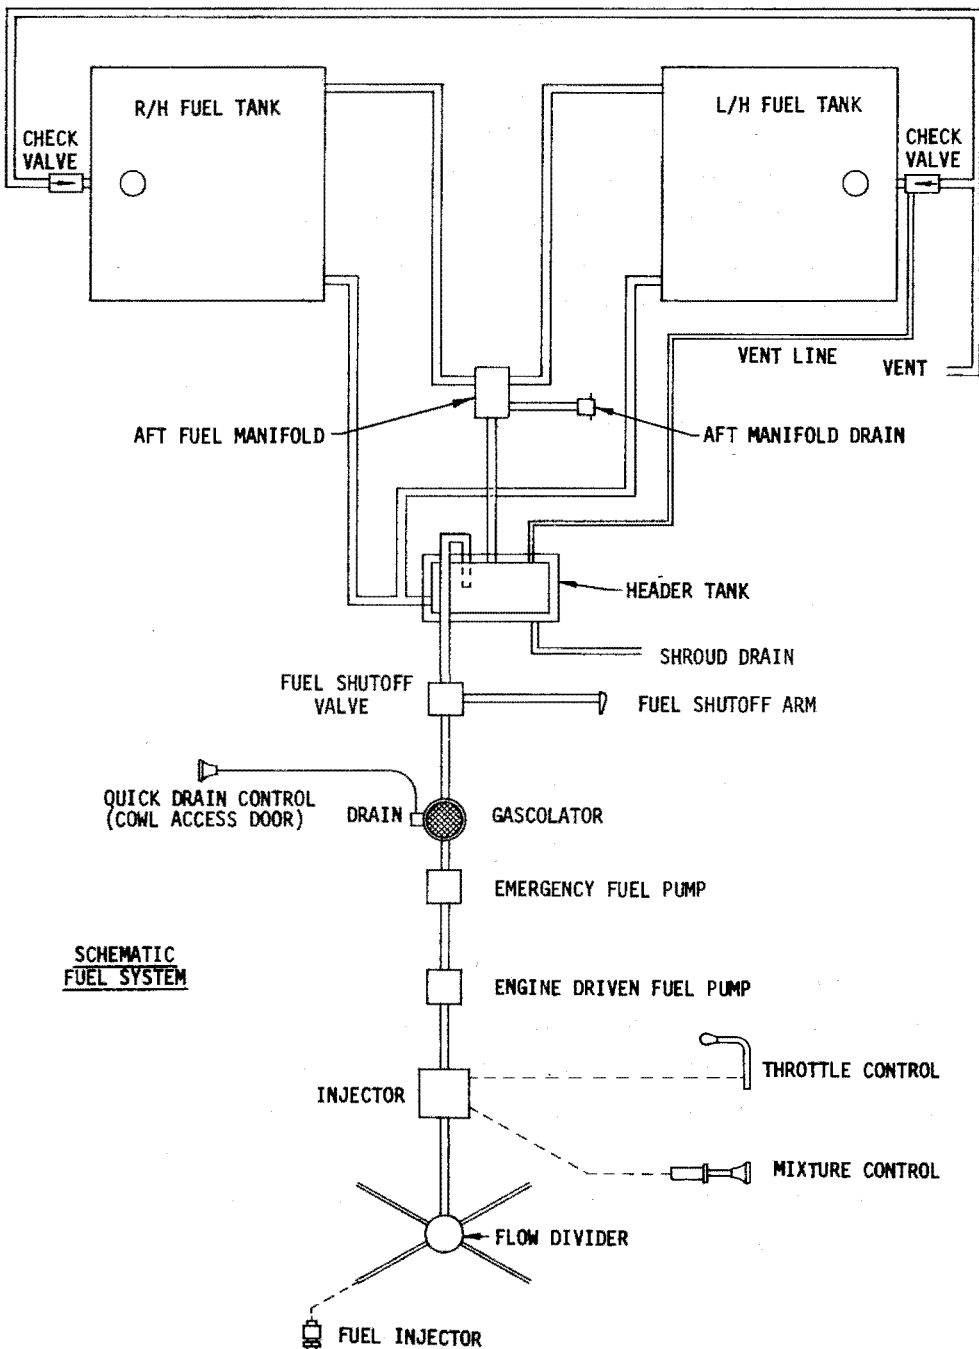 R/H FUEL TANK
L/H FUEL TANK
CHECK
VALVE
CHECK
VALVE
VENT LINE
VENT
AFT FUEL MANIFOLD
AFT MANIFOLD DRAIN
HEADER TANK
SHROUD DRAIN
FUEL SHUTOFF
VALVE
FUEL SHUTOFF ARM
QUICK DRAIN CONTROL
(COWL ACCESS DOOR)
DRAIN
GASCOLATOR
EMERGENCY FUEL PUMP
SCHEMATIC
FUEL SYSTEM
ENGINE DRIVEN FUEL PUMP
INJECTOR
THROTTLE CONTROL
MIXTURE CONTROL
FLOW DIVIDER
FUEL INJECTOR